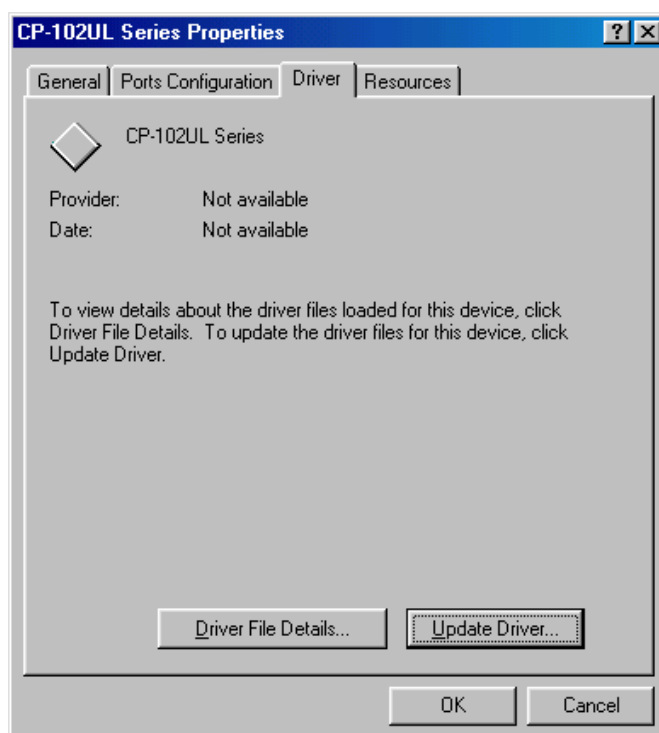 CP-102UL Series Properties
General Ports Configuration Driver Resources
CP-102UL Series
Provider: Not available
Date: Not available
To view details about the driver files loaded for this device, click
Driver File Details. To update the driver files for this device, click
Update Driver.
Driver File Details... Update Driver...
OK Cancel